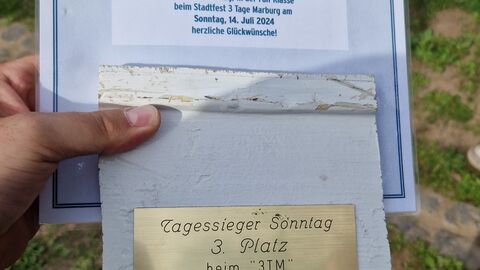 beim Stadtfest 3 Tage Marburg am
Sonntag, 14. Juli 2024
herzliche Glückwünsche!
Tagessieger Sonntag
3. Platz
beim "3TM"